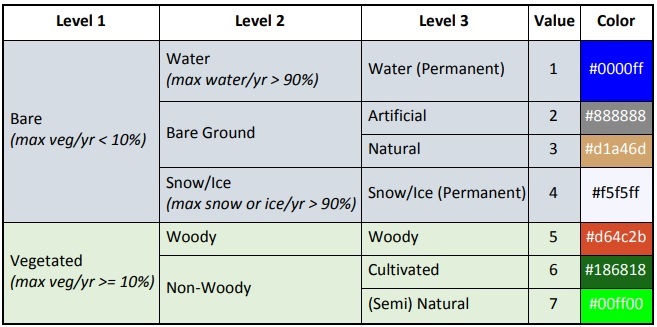 Level 1 Level 2 Level 3 Value Color
Bare
(max veg/yr < 10%)
Water
(max water/yr > 90%)
Water (Permanent) 1 #0000ff
Bare Ground
Artificial 2 #888888
Natural 3 #d1a46d
Snow/Ice
(max snow or ice/yr > 90%)
Snow/Ice (Permanent) 4 #f5f5ff
Vegetated
(max veg/yr >= 10%)
Woody Woody 5 #d64c2b
Non-Woody
Cultivated 6 #186818
(Semi) Natural 7 #00ff00